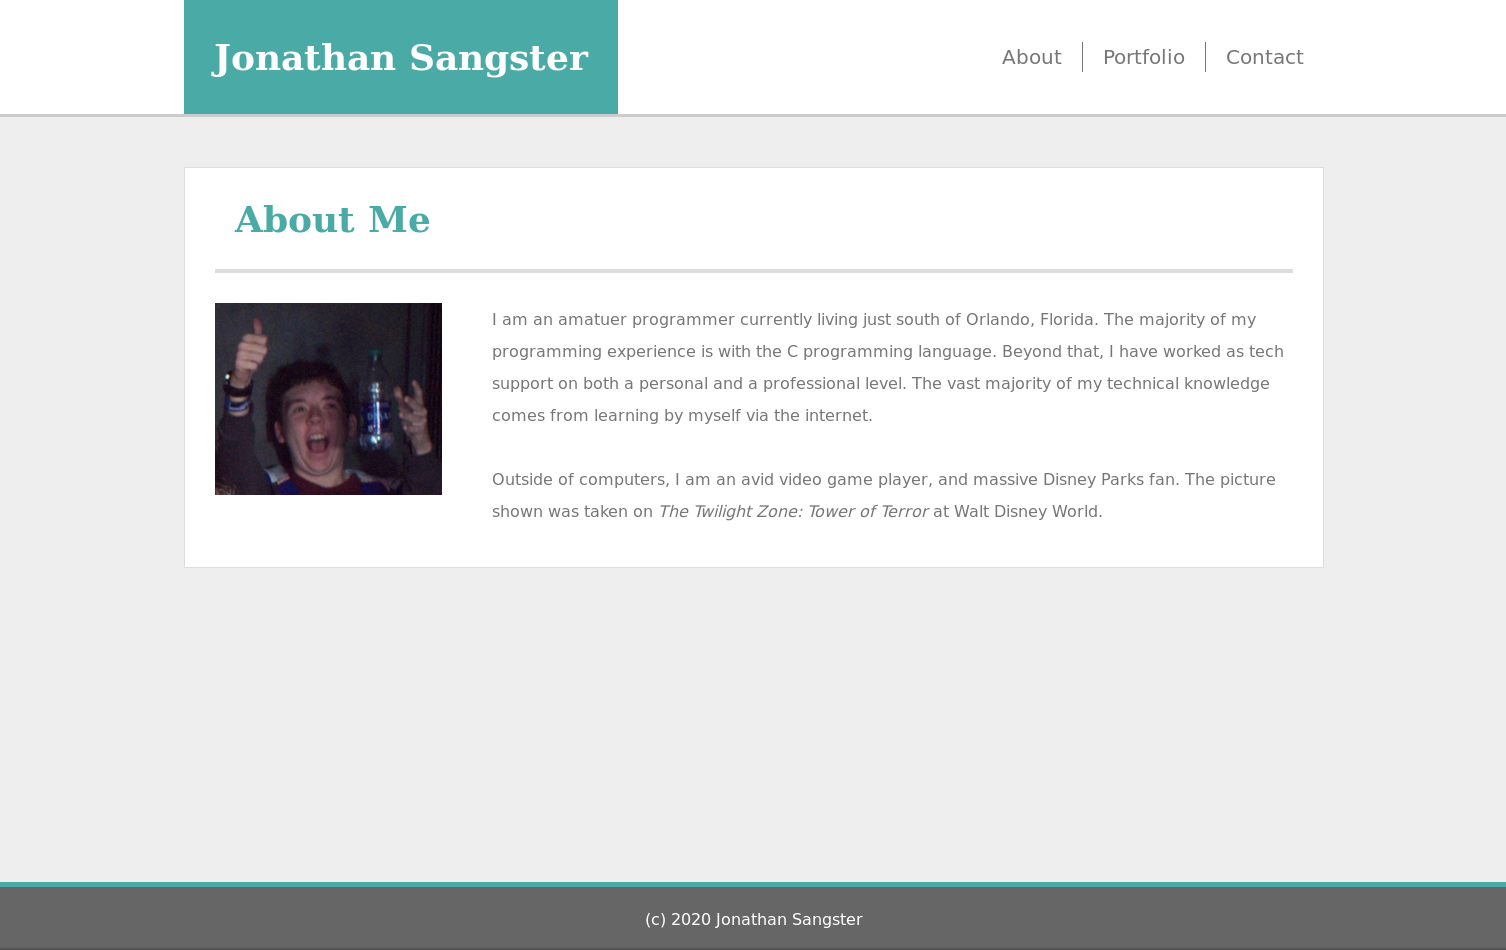 Jonathan Sangster
About
Portfolio
Contact
About Me
I am an amatuer programmer currently living just south of Orlando, Florida. The majority of my
programming experience is with the C programming language. Beyond that, I have worked as tech
support on both a personal and a professional level. The vast majority of my technical knowledge
comes from learning by myself via the internet.
Outside of computers, I am an avid video game player, and massive Disney Parks fan. The picture
shown was taken on The Twilight Zone: Tower of Terror at Walt Disney World.
(c) 2020 Jonathan Sangster